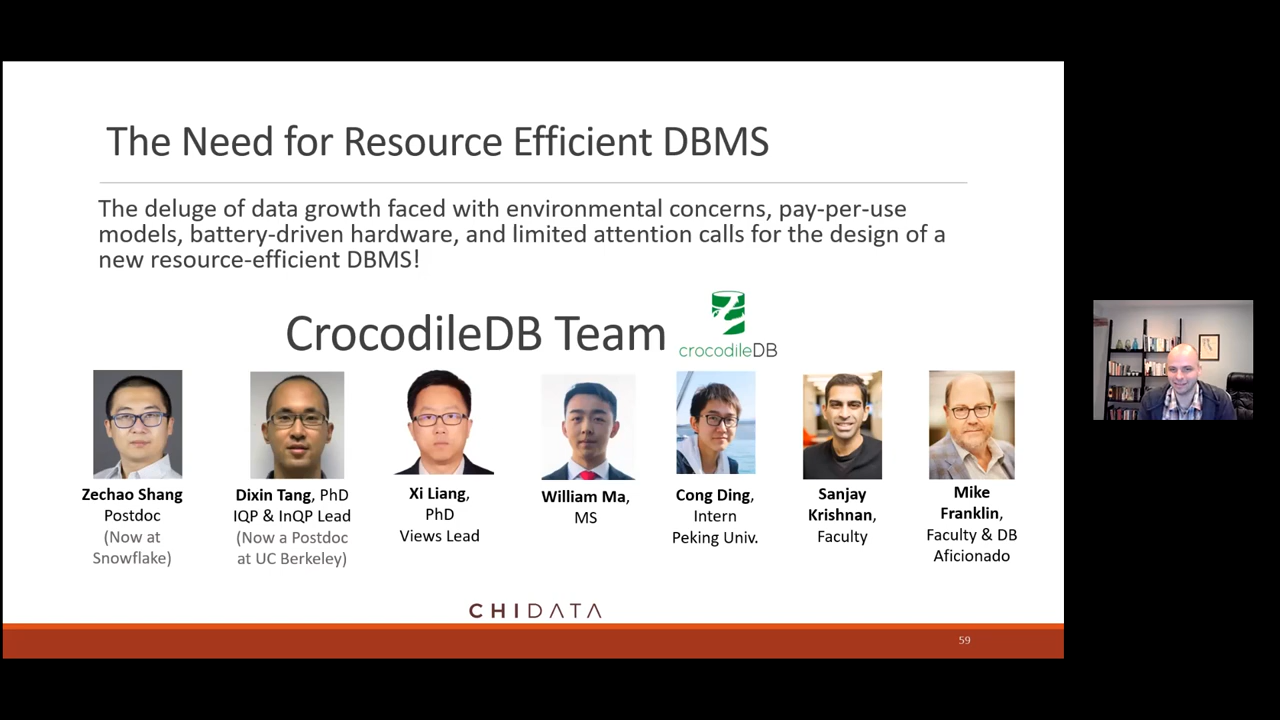 The Need for Resource Efficient DBMS
The deluge of data growth faced with environmental concerns, pay-per-use
models, battery-driven hardware, and limited attention calls for the design of a
new resource-efficient DBMS!
CrocodileDB Team
crocodileDB
Zechao Shang
Postdoc
(Now at
Snowflake)
Dixin Tang, PhD
IQP & InQP Lead
(Now a Postdoc
at UC Berkeley)
Xi Liang,
PhD
Views Lead
William Ma,
MS
Cong Ding,
Intern
Peking Univ.
Sanjay
Krishnan,
Faculty
Mike
Franklin,
Faculty & DB
Aficionado
CHIDATA
59